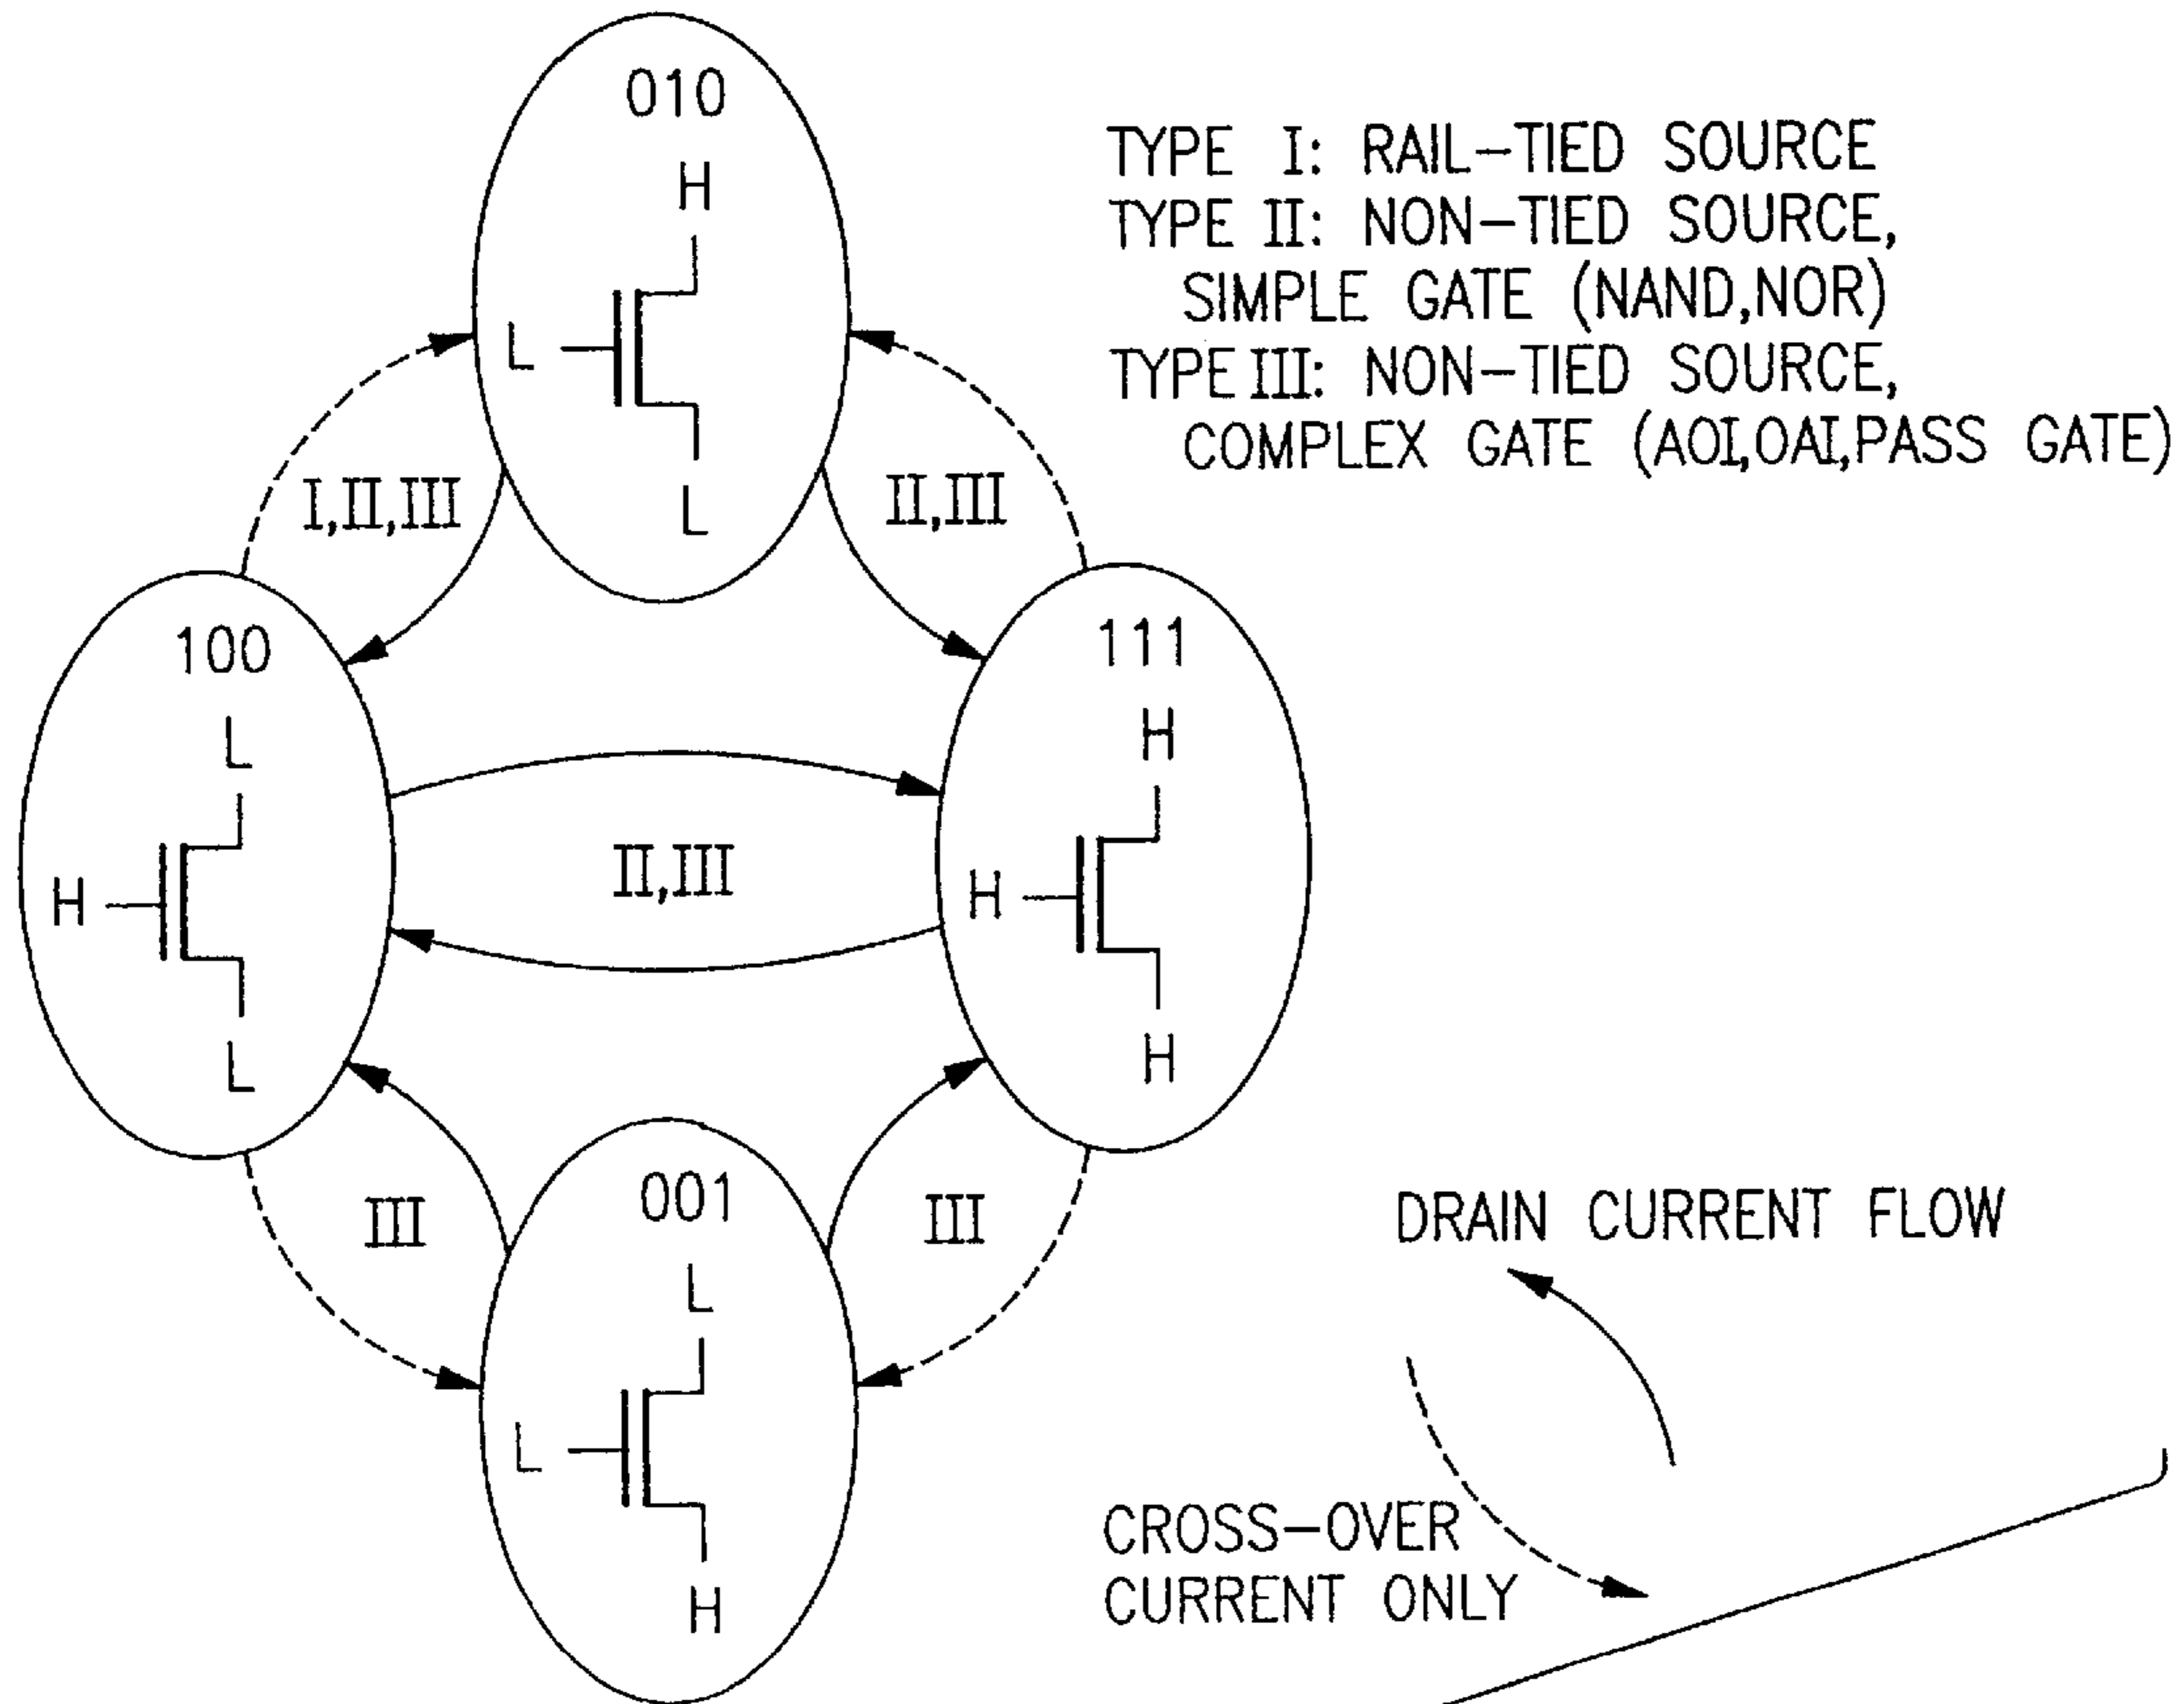 010
H
L
L
TYPE I: RAIL-TIED SOURCE
TYPE II: NON-TIED SOURCE,
SIMPLE GATE (NAND,NOR)
TYPE III: NON-TIED SOURCE,
COMPLEX GATE (AOI,OAI,PASS GATE)
I,II,III
II,III
100
L
H
L
111
H
H
H
II,III
III
III
001
L
L
H
DRAIN CURRENT FLOW
CROSS-OVER
CURRENT ONLY